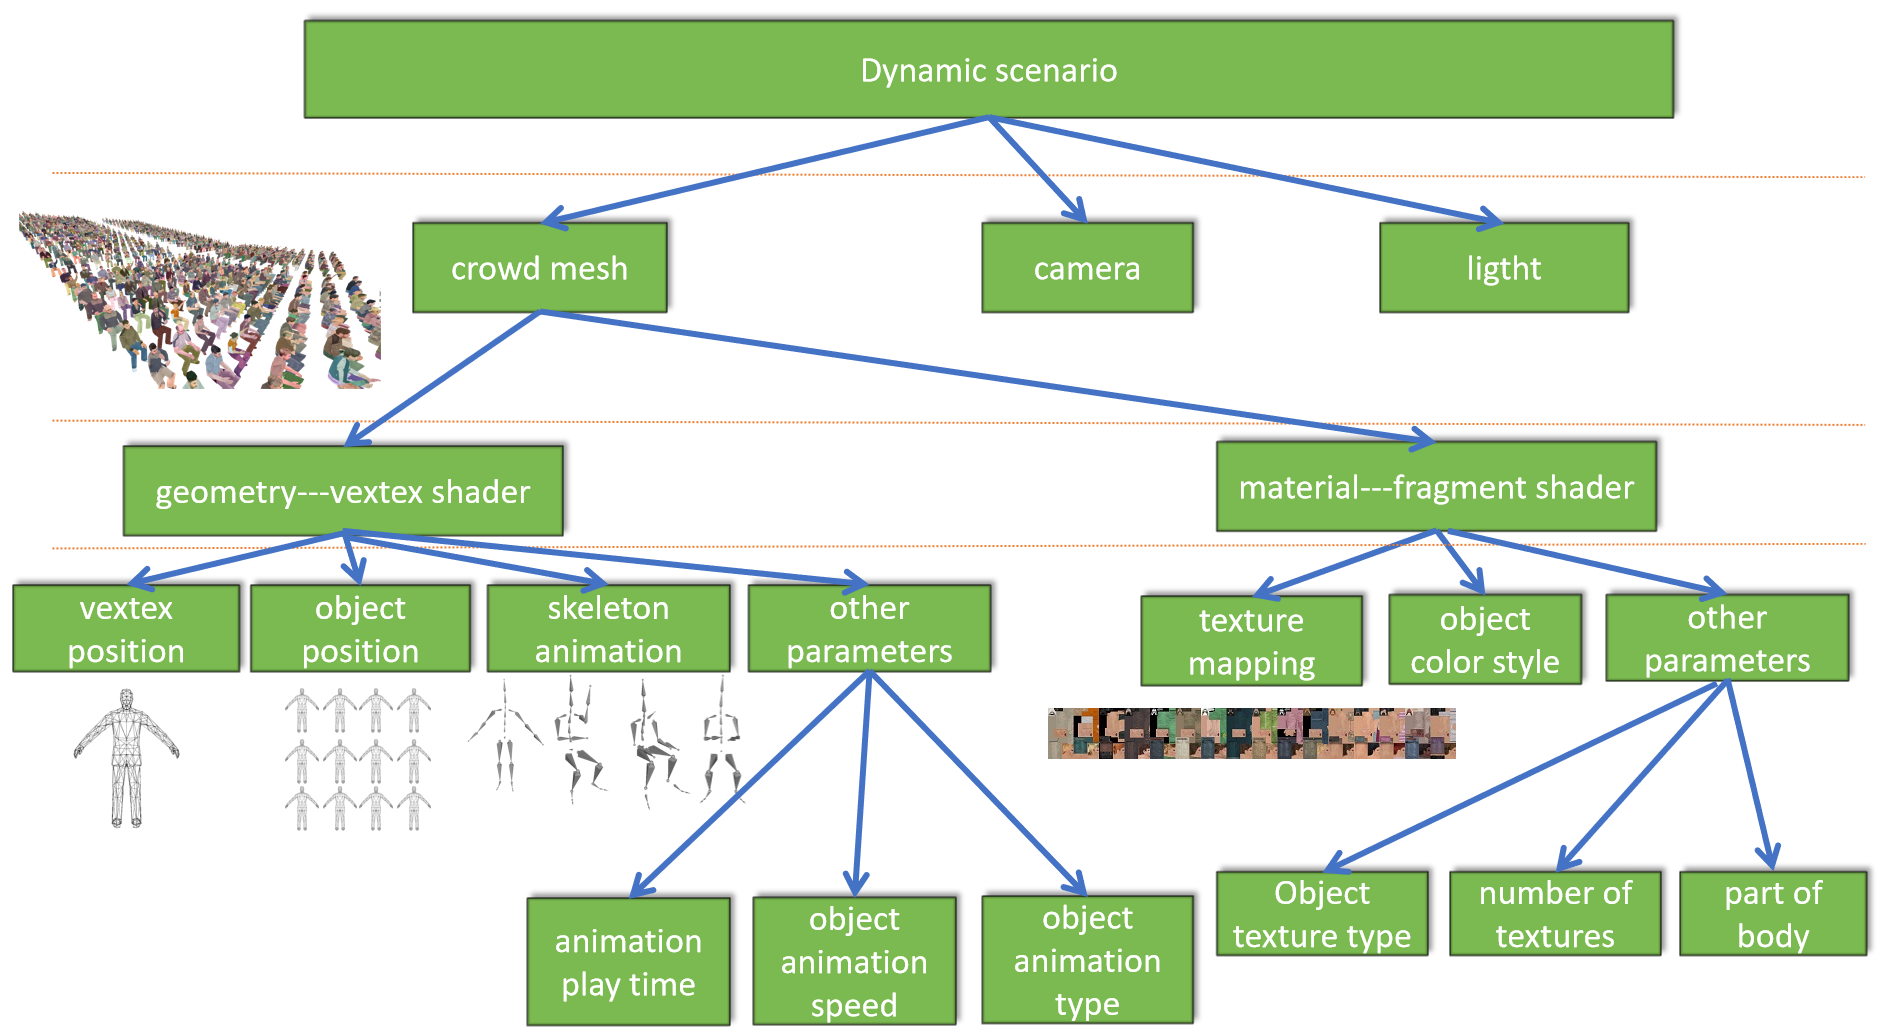 Dynamic scenario
crowd mesh
camera
ligtht
geometry---vextex shader
material---fragment shader
vextex
position
object
position
skeleton
animation
other
parameters
texture
mapping
object
color style
other
parameters
animation
play time
object
animation
speed
object
animation
type
Object
texture type
number of
textures
part of
body